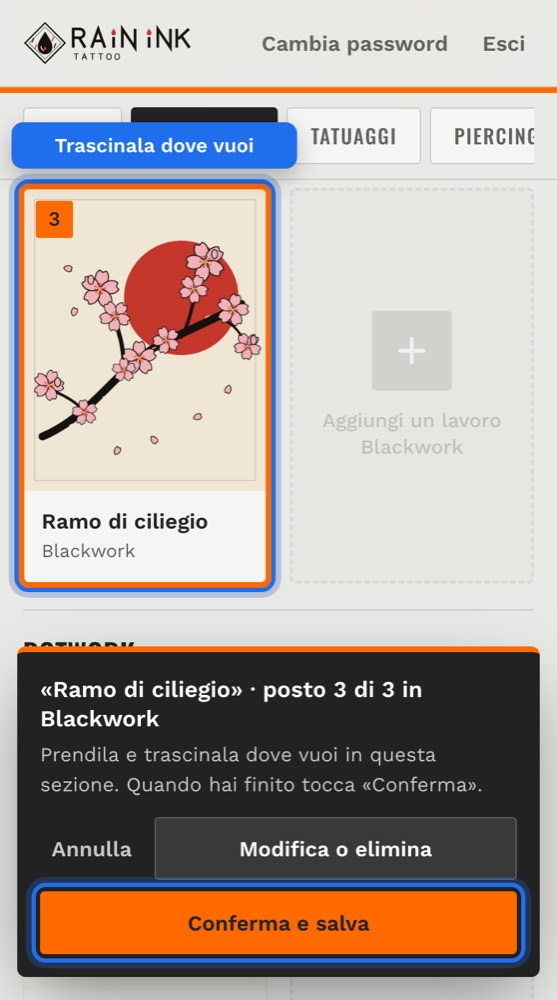 RAIN INK
TATTOO
Cambia password
Esci
Trascinala dove vuoi
TATUAGGI
PIERCING
3
Aggiungi un lavoro
Blackwork
Ramo di ciliegio
Blackwork
DOTWORK
«Ramo di ciliegio» · posto 3 di 3 in
Blackwork
Prendila e trascinala dove vuoi in questa
sezione. Quando hai finito tocca «Conferma».
Annulla
Modifica o elimina
Conferma e salva